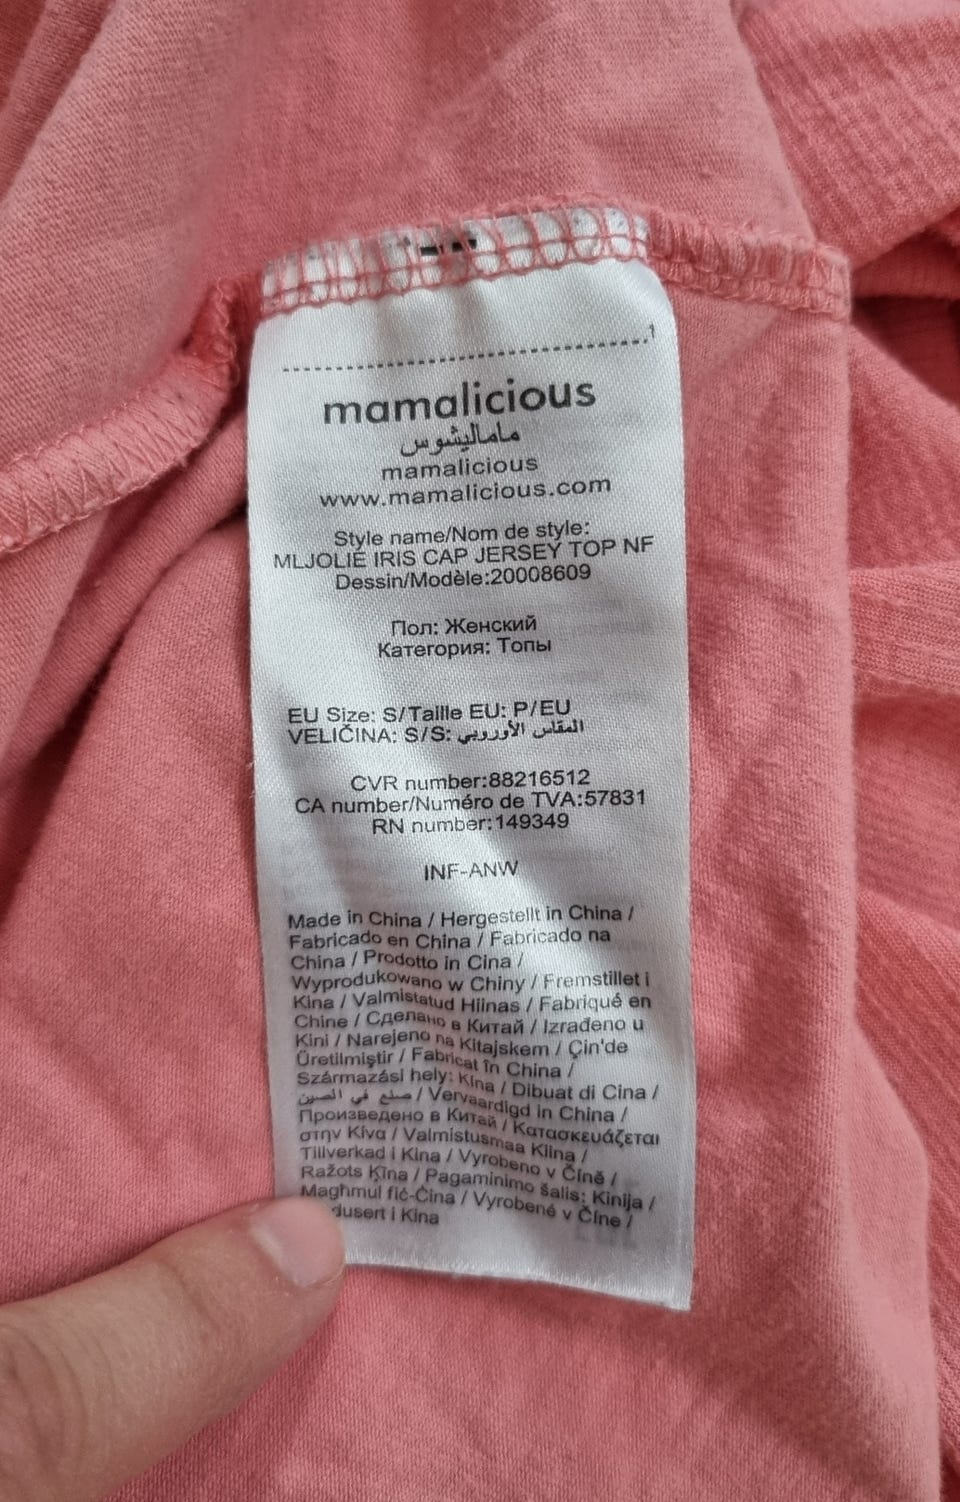 mamalicious
ماماليشوس
mamalicious
www.mamalicious.com
Style name/Nom de style:
MLJOLIE IRIS CAP JERSEY TOP NF
Dessin/Modèle:20008609
Пол: Женский
Категория: Топы
EU Size: S/Taille EU: P/EU
VELIČINA: S/S: المقاس الأوروبي
CVR number:88216512
CA number/Numéro de TVA:57831
RN number:149349
INF-ANW
Made in China / Hergestellt in China /
Fabricado en China / Fabricado na
China / Prodotto in Cina /
Wyprodukowano w Chiny / Fremstillet i
Kina / Valmistatud Hiinas / Fabriqué en
Chine / Сделано в Китай / Izrađeno u
Kini / Narejeno na Kitajskem / Çin'de
Üretilmiştir / Fabricat în China /
Származási hely: Kina / Dibuat di Cina /
صنع في الصين / Vervaardigd in China /
Произведено в Китай / Κατασκευάζεται
στην Κίνα / Valmistusmaa Kiina /
Tillverkad i Kina / Vyrobeno v Číně /
Ražots Ķīna / Pagaminimo šalis: Kinija /
Magħmul fiċ-Ċina / Vyrobené v Číne /
dusert i Kina